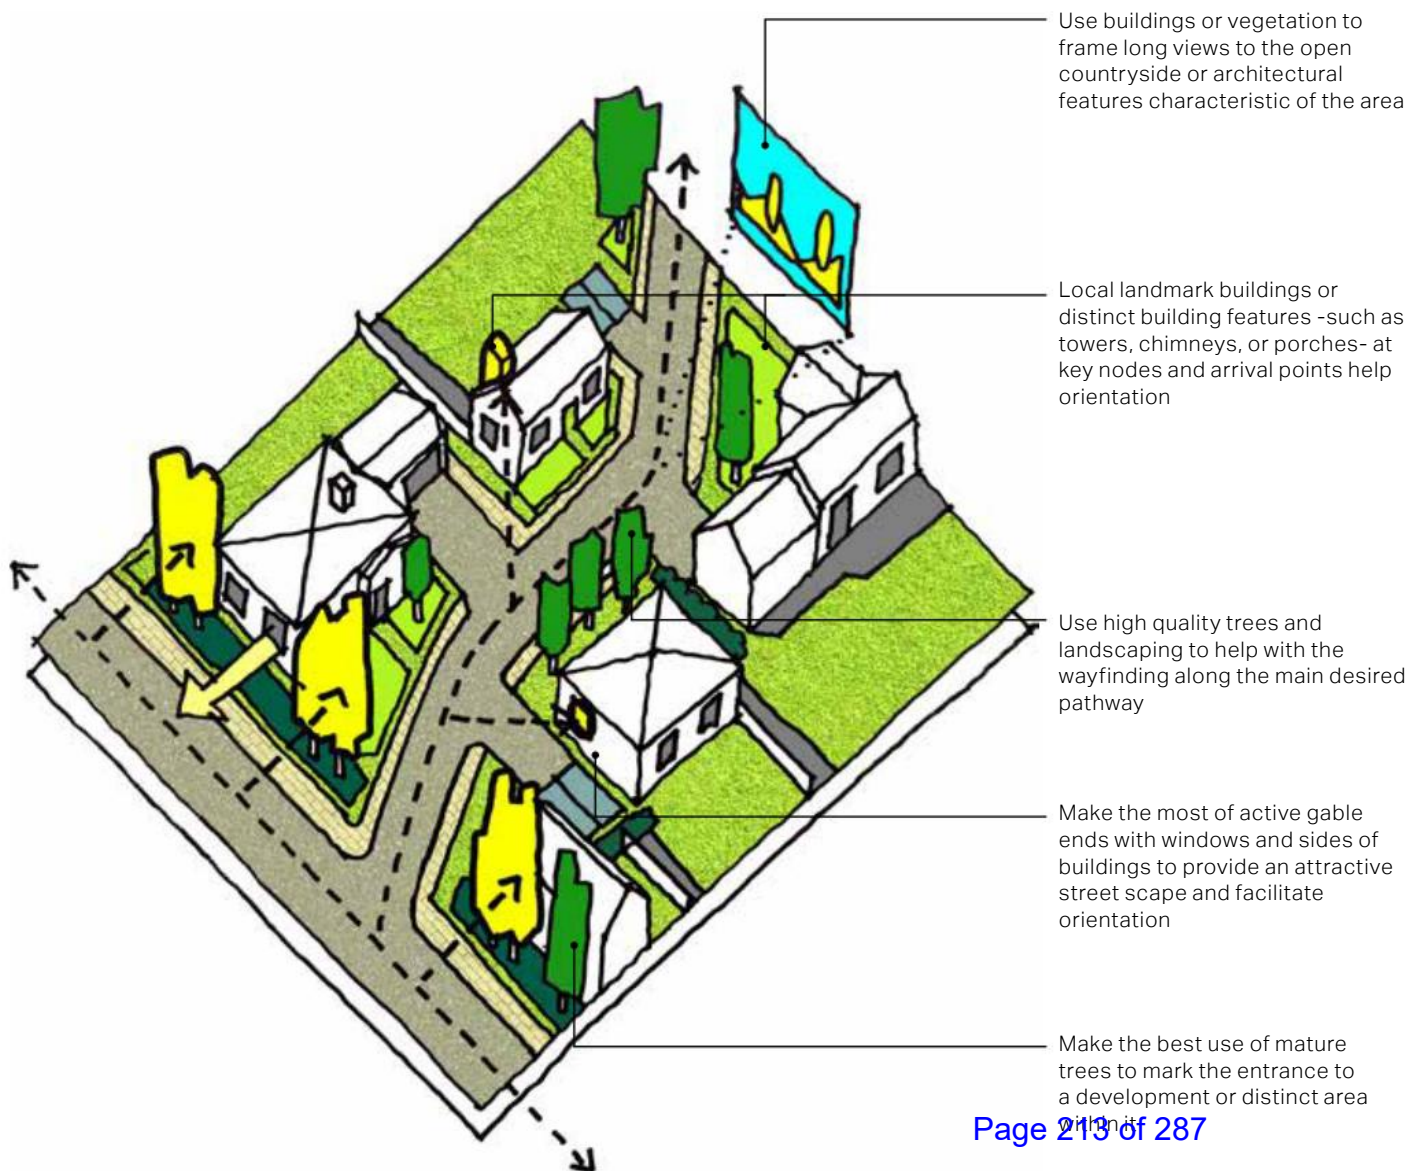 Use buildings or vegetation to
frame long views to the open
countryside or architectural
features characteristic of the area
Local landmark buildings or
distinct building features -such as
towers, chimneys, or porches- at
key nodes and arrival points help
orientation
Use high quality trees and
landscaping to help with the
wayfinding along the main desired
pathway
Make the most of active gable
ends with windows and sides of
buildings to provide an attractive
street scape and facilitate
orientation
Make the best use of mature
trees to mark the entrance to
a development or distinct area
within it
Page 213 of 287